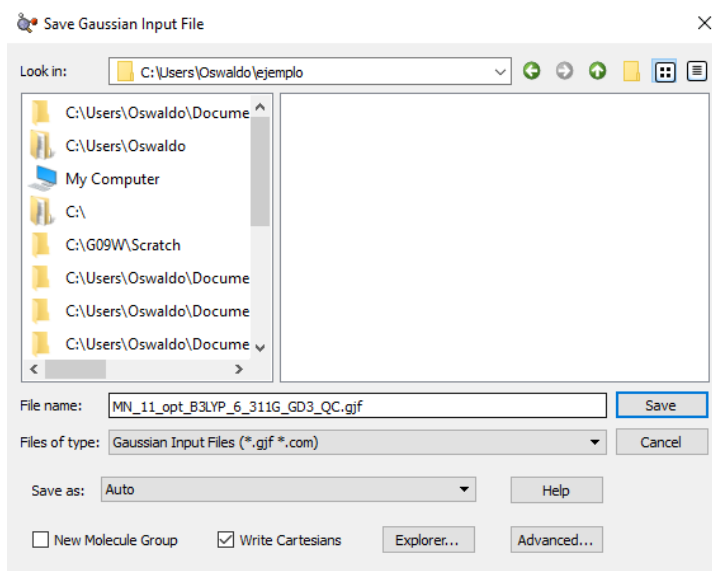 Save Gaussian Input File
Look in: C:\Users\Oswaldo\ejemplo
C:\Users\Oswaldo\Docume
C:\Users\Oswaldo
My Computer
C:\
C:\G09W\Scratch
C:\Users\Oswaldo\Docume
C:\Users\Oswaldo\Docume
C:\Users\Oswaldo\Docume
File name: MN_11_opt_B3LYP_6_311G_GD3_QC.gjf Save
Files of type: Gaussian Input Files (*.gjf *.com) Cancel
Save as: Auto Help
New Molecule Group Write Cartesians Explorer... Advanced...